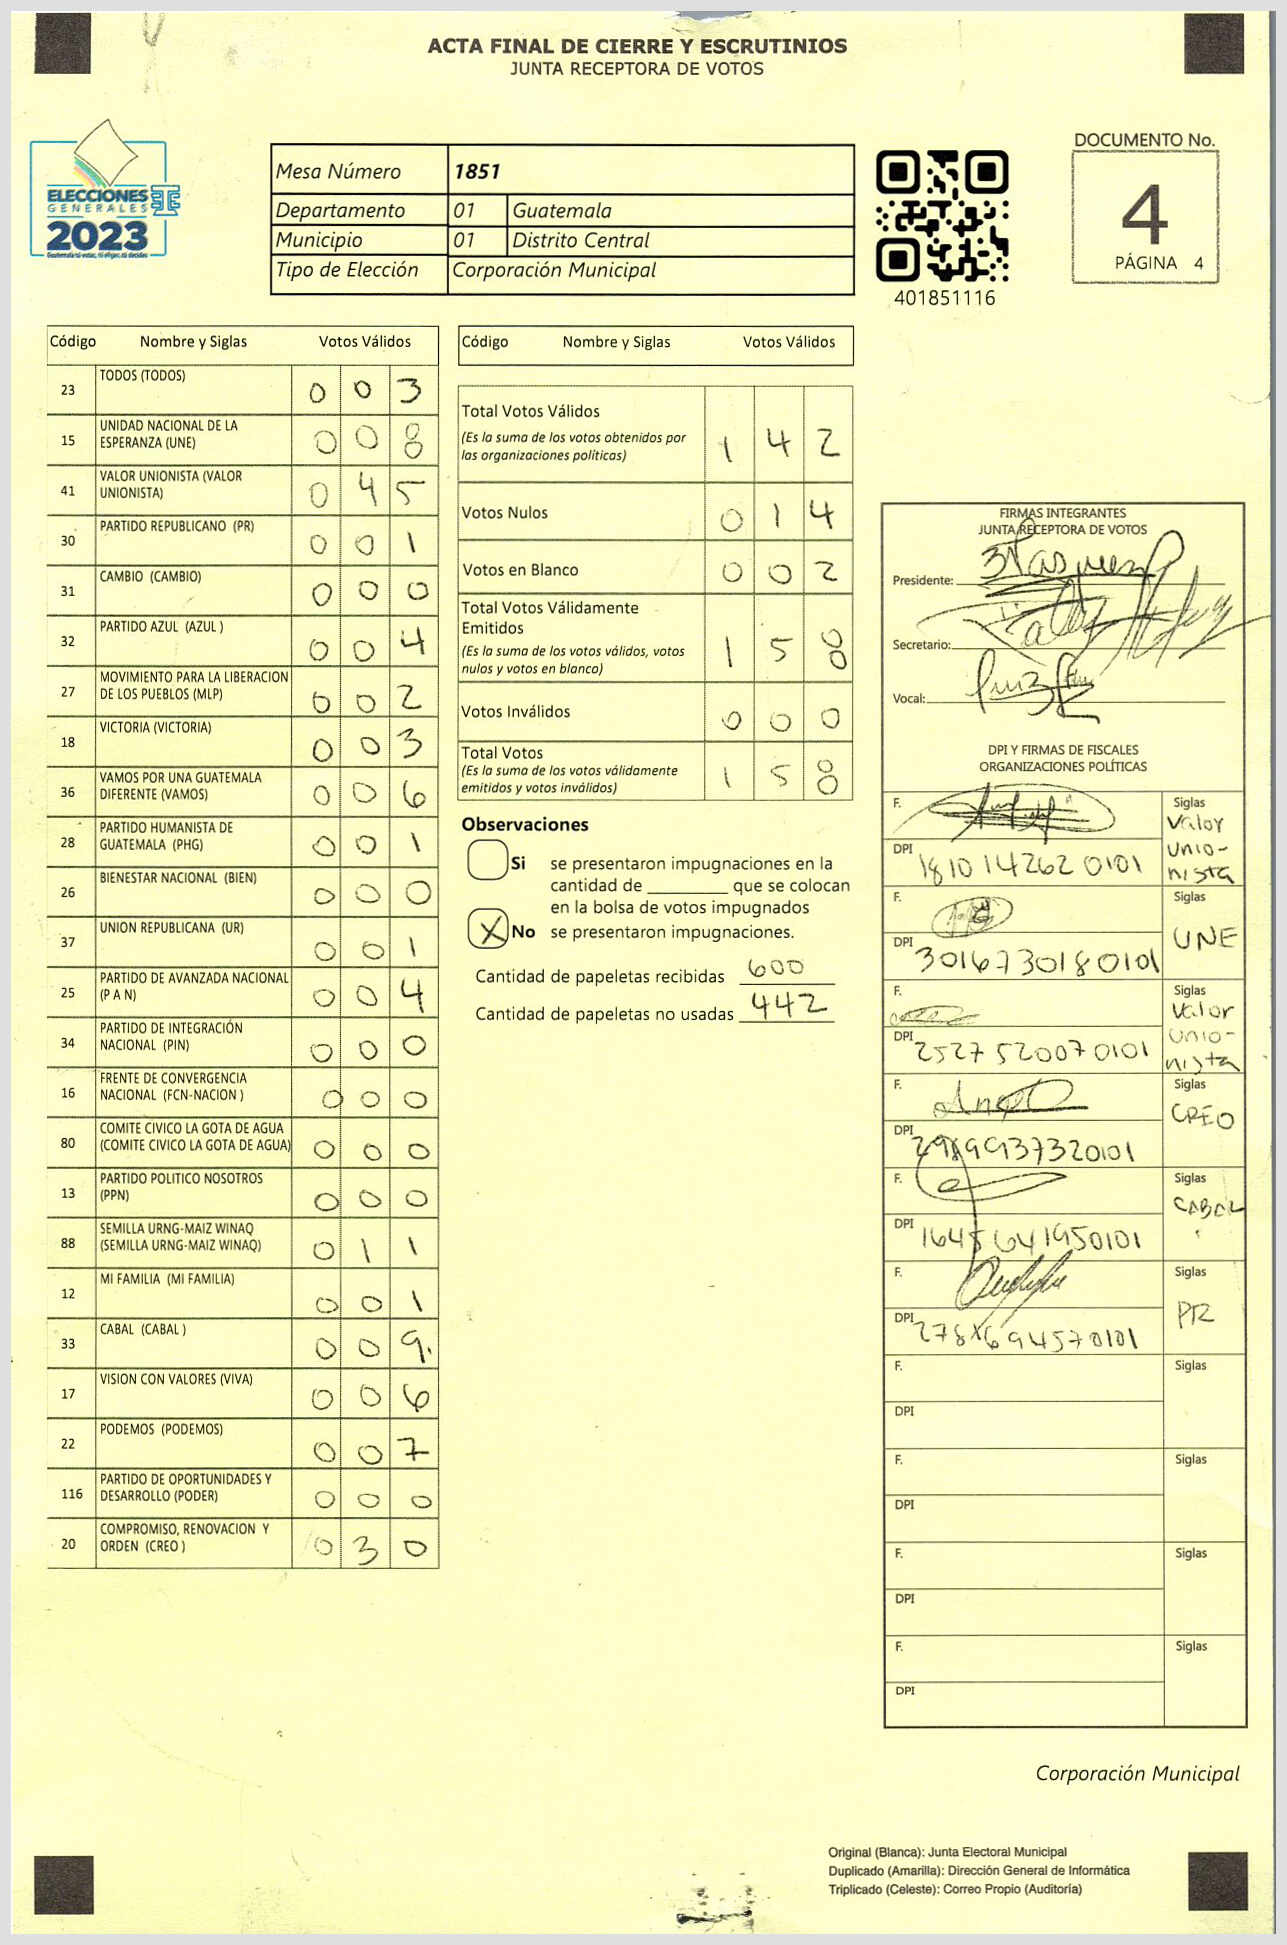 ACTA FINAL DE CIERRE Y ESCRUTINIOS
JUNTA RECEPTORA DE VOTOS
ELECCIONES
GENERALES
2023
Mesa Número 1851
Departamento 01 Guatemala
Municipio 01 Distrito Central
Tipo de Elección Corporación Municipal
401851116
DOCUMENTO No.
4
PÁGINA 4
Código Nombre y Siglas Votos Válidos
23 TODOS (TODOS) 0 0 3
15 UNIDAD NACIONAL DE LA
ESPERANZA (UNE) 0 0 8
41 VALOR UNIONISTA (VALOR
UNIONISTA) 0 4 5
30 PARTIDO REPUBLICANO (PR) 0 0 1
31 CAMBIO (CAMBIO) 0 0 0
32 PARTIDO AZUL (AZUL ) 0 0 4
27 MOVIMIENTO PARA LA LIBERACION
DE LOS PUEBLOS (MLP) 0 0 2
18 VICTORIA (VICTORIA) 0 0 3
36 VAMOS POR UNA GUATEMALA
DIFERENTE (VAMOS) 0 0 6
28 PARTIDO HUMANISTA DE
GUATEMALA (PHG) 0 0 1
26 BIENESTAR NACIONAL (BIEN) 0 0 0
37 UNION REPUBLICANA (UR) 0 0 1
25 PARTIDO DE AVANZADA NACIONAL
(P A N) 0 0 4
34 PARTIDO DE INTEGRACIÓN
NACIONAL (PIN) 0 0 0
16 FRENTE DE CONVERGENCIA
NACIONAL (FCN-NACION ) 0 0 0
80 COMITE CIVICO LA GOTA DE AGUA
(COMITE CIVICO LA GOTA DE AGUA) 0 0 0
13 PARTIDO POLITICO NOSOTROS
(PPN) 0 0 0
88 SEMILLA URNG-MAIZ WINAQ
(SEMILLA URNG-MAIZ WINAQ) 0 1 1
12 MI FAMILIA (MI FAMILIA) 0 0 1
33 CABAL (CABAL ) 0 0 9.
17 VISION CON VALORES (VIVA) 0 0 6
22 PODEMOS (PODEMOS) 0 0 7
116 PARTIDO DE OPORTUNIDADES Y
DESARROLLO (PODER) 0 0 0
20 COMPROMISO, RENOVACION Y
ORDEN (CREO ) 0 3 0
Código Nombre y Siglas Votos Válidos
Total Votos Válidos
(Es la suma de los votos obtenidos por
las organizaciones políticas) 1 4 2
Votos Nulos 0 1 4
Votos en Blanco 0 0 2
Total Votos Válidamente
Emitidos
(Es la suma de los votos válidos, votos
nulos y votos en blanco) 1 5 8
Votos Inválidos 0 0 0
Total Votos
(Es la suma de los votos válidamente
emitidos y votos inválidos) 1 5 8
Observaciones
Si se presentaron impugnaciones en la
cantidad de ________ que se colocan
en la bolsa de votos impugnados
X No se presentaron impugnaciones.
Cantidad de papeletas recibidas 600
Cantidad de papeletas no usadas 442
FIRMAS INTEGRANTES
JUNTA RECEPTORA DE VOTOS
Presidente:
Secretario:
Vocal:
DPI Y FIRMAS DE FISCALES
ORGANIZACIONES POLÍTICAS
F. Siglas
Valor
Unio-
nista
DPI 1810142620101
F. Siglas
UNE
DPI 3016730180101
F. Siglas
Valor
Unio-
nista
DPI 2527520070101
F. Siglas
CREO
DPI 2989937320101
F. Siglas
CABAL
DPI 1645641950101
F. Siglas
PR
DPI 2786694570101
F. Siglas
DPI
F. Siglas
DPI
F. Siglas
DPI
F. Siglas
DPI
Corporación Municipal
Original (Blanca): Junta Electoral Municipal
Duplicado (Amarilla): Dirección General de Informática
Triplicado (Celeste): Correo Propio (Auditoría)